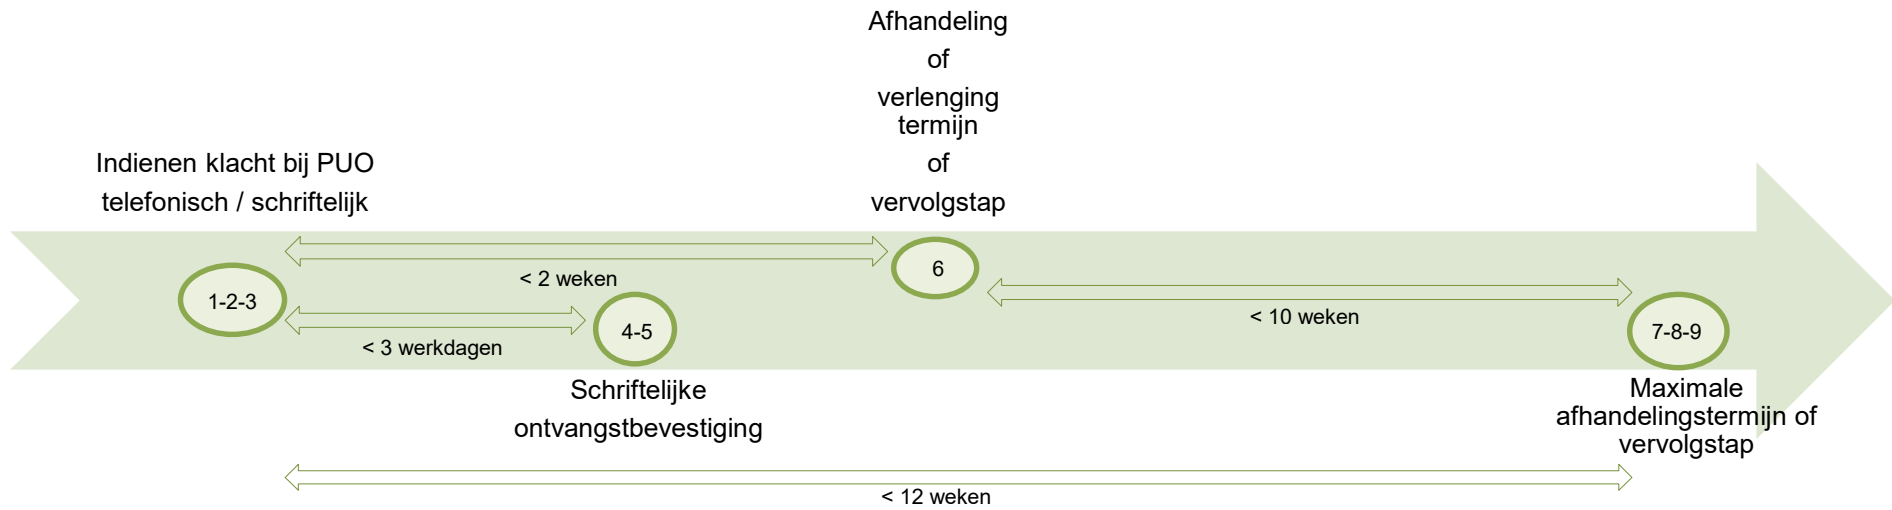 Afhandeling
of
verlenging
termijn
of
vervolgstap
Indienen klacht bij PUO
telefonisch / schriftelijk
1-2-3
< 2 weken
6
< 3 werkdagen
4-5
< 10 weken
7-8-9
Schriftelijke
ontvangstbevestiging
Maximale
afhandelingstermijn of
vervolgstap
< 12 weken